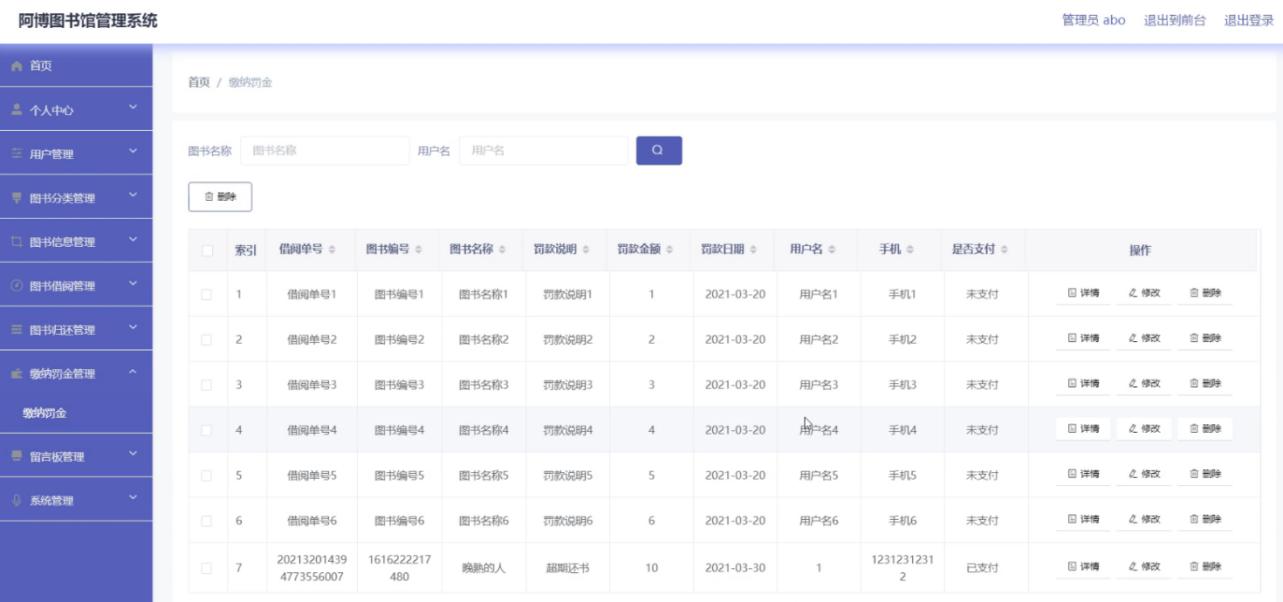 阿博图书馆管理系统
管理员 abo 退出到前台 退出登录
首页
个人中心
用户管理
图书分类管理
图书信息管理
图书借阅管理
图书归还管理
缴纳罚金管理
缴纳罚金
留言板管理
系统管理
首页 / 缴纳罚金
图书名称 图书名称 用户名 用户名
删除
索引 借阅单号 图书编号 图书名称 罚款说明 罚款金额 罚款日期 用户名 手机 是否支付 操作
1 借阅单号1 图书编号1 图书名称1 罚款说明1 1 2021-03-20 用户名1 手机1 未支付 详情 修改 删除
2 借阅单号2 图书编号2 图书名称2 罚款说明2 2 2021-03-20 用户名2 手机2 未支付 详情 修改 删除
3 借阅单号3 图书编号3 图书名称3 罚款说明3 3 2021-03-20 用户名3 手机3 未支付 详情 修改 删除
4 借阅单号4 图书编号4 图书名称4 罚款说明4 4 2021-03-20 用户名4 手机4 未支付 详情 修改 删除
5 借阅单号5 图书编号5 图书名称5 罚款说明5 5 2021-03-20 用户名5 手机5 未支付 详情 修改 删除
6 借阅单号6 图书编号6 图书名称6 罚款说明6 6 2021-03-20 用户名6 手机6 未支付 详情 修改 删除
20213201439 1616222217 1231231231
7 晚熟的人 超期还书 10 2021-03-30 1 已支付 详情 修改 删除
4773556007 480 2